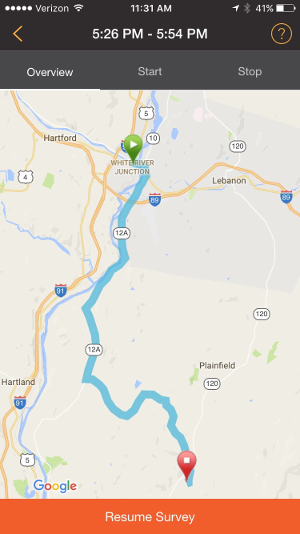 Verizon 11:31 AM 41%
5:26 PM - 5:54 PM ?
Overview Start Stop
Hartford
5
10
120
WHITE RIVER
JUNCTION
4
Lebanon
89
89
12A
91
120
12A
Plainfield
120
Hartland
91
5
Google
Resume Survey